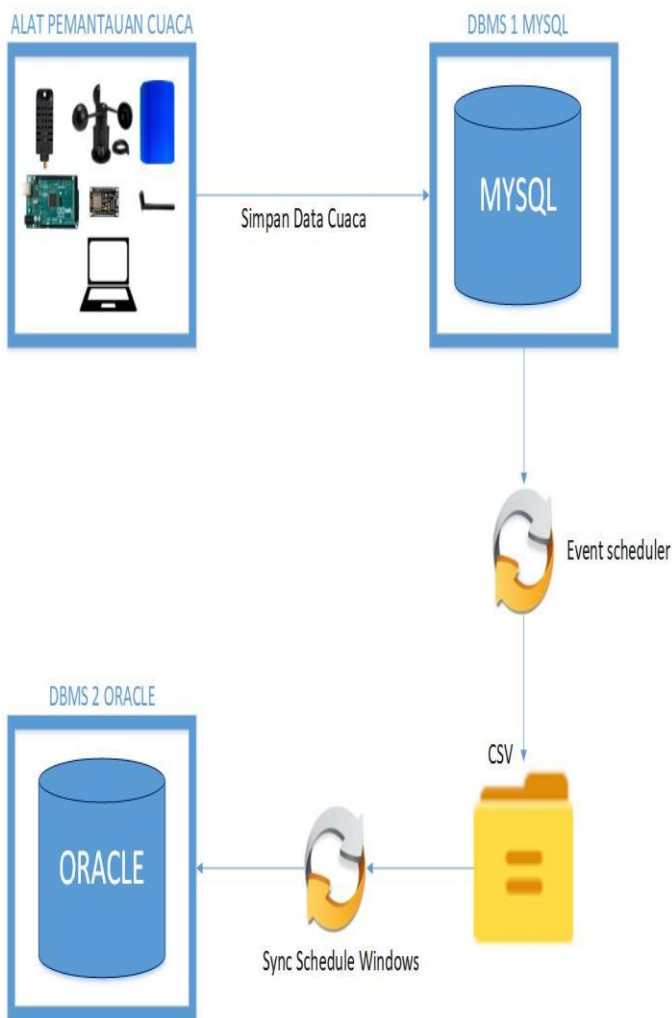 ALAT PEMANTAUAN CUACA
DBMS 1 MYSQL
MYSQL
Simpan Data Cuaca
Event scheduler
CSV
DBMS 2 ORACLE
ORACLE
Sync Schedule Windows